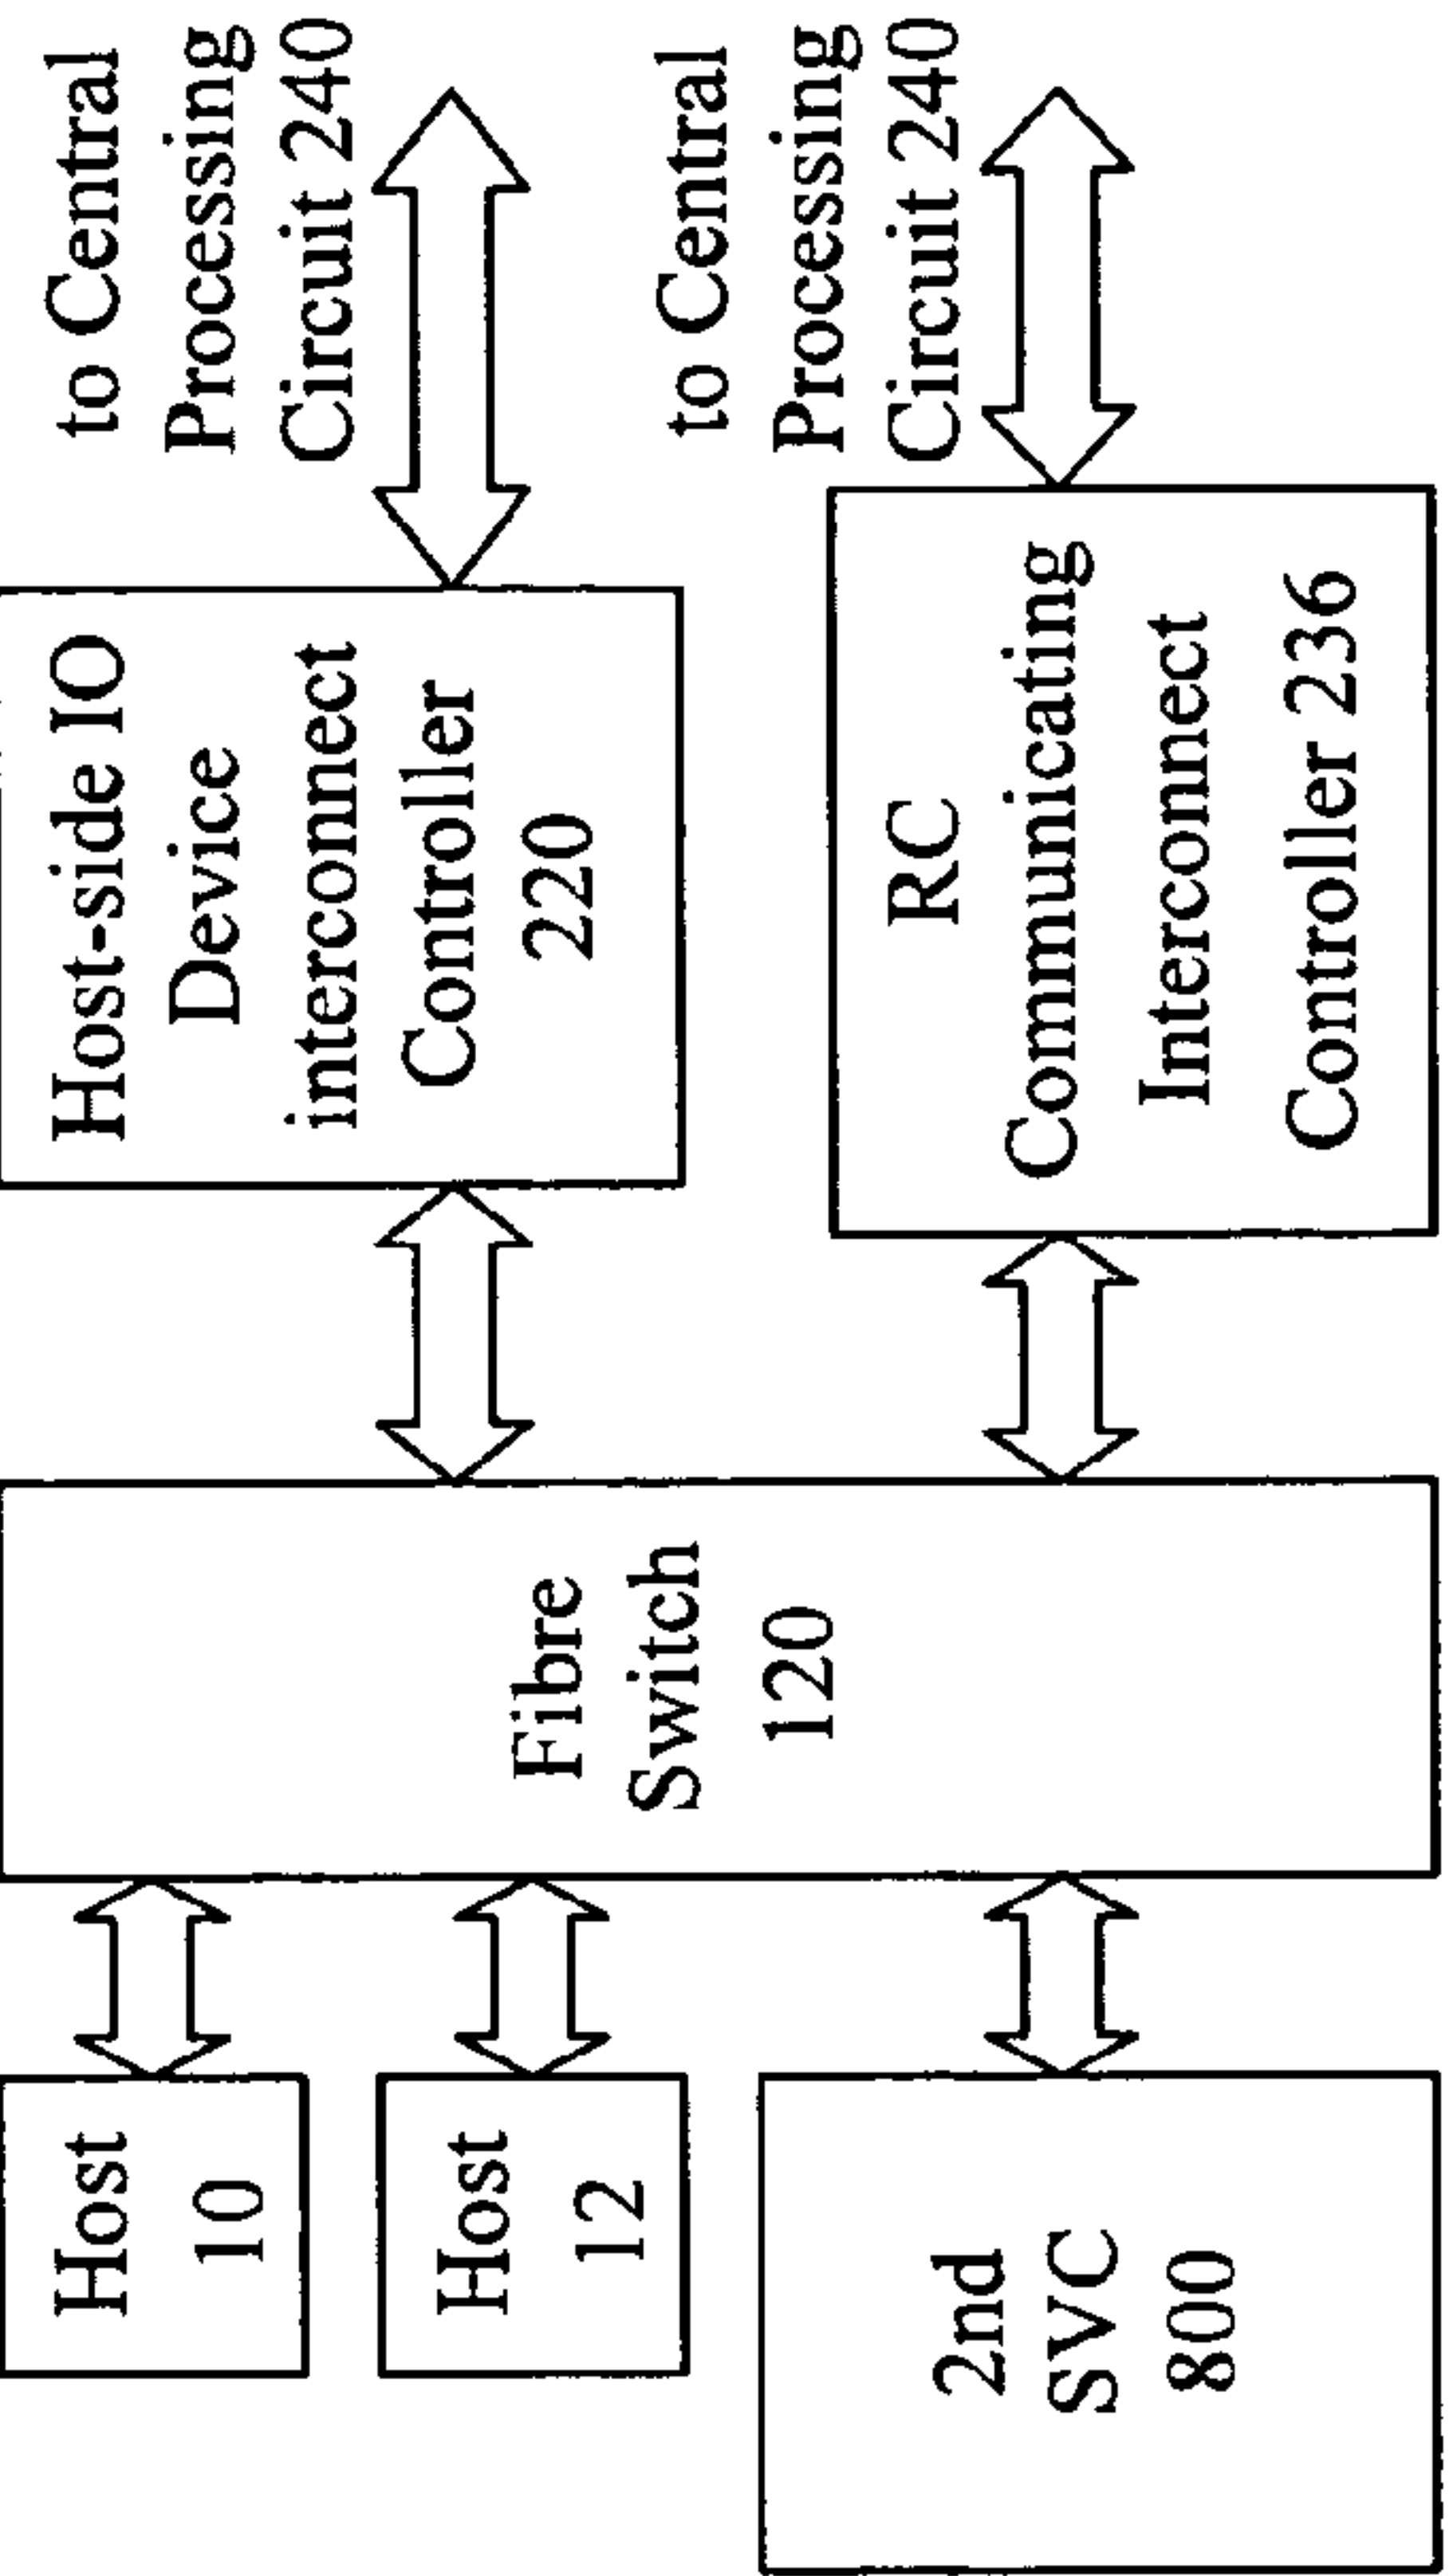 Host
10
Host
12
2nd
SVC
800
Fibre
Switch
120
Host-side IO
Device
interconnect
Controller
220
RC
Communicating
Interconnect
Controller 236
to Central
Processing
Circuit 240
to Central
Processing
Circuit 240